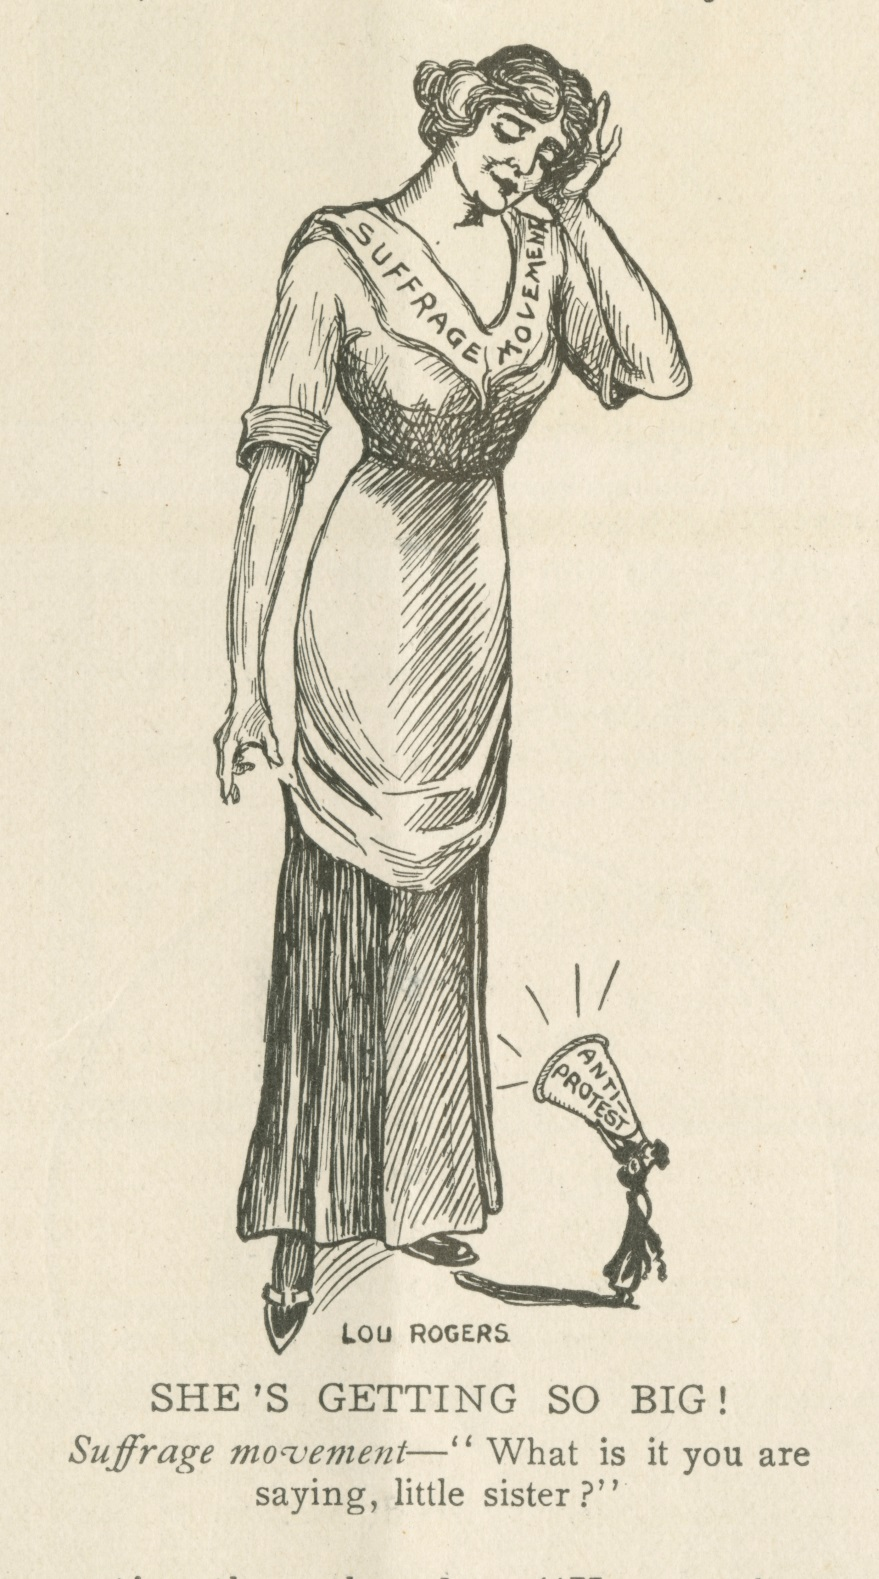 SUFFRAGE MOVEMENT
ANTI-
PROTEST
LOU ROGERS
SHE'S GETTING SO BIG!
Suffrage movement—“ What is it you are
saying, little sister ?”